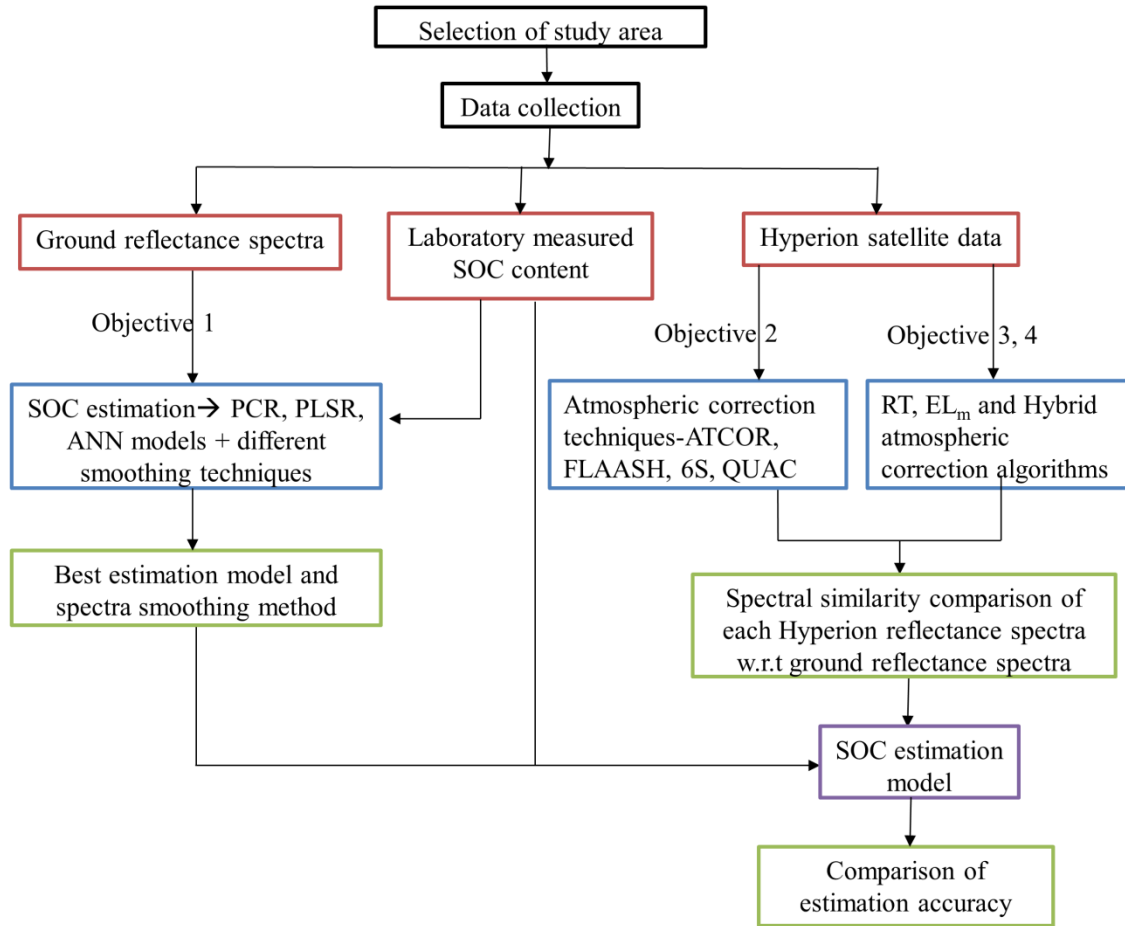 Selection of study area
Data collection
Ground reflectance spectra
Laboratory measured
SOC content
Hyperion satellite data
Objective 1
Objective 2
Objective 3, 4
SOC estimation→ PCR, PLSR,
ANN models + different
smoothing techniques
Atmospheric correction
techniques-ATCOR,
FLAASH, 6S, QUAC
RT, ELm and Hybrid
atmospheric
correction algorithms
Best estimation model and
spectra smoothing method
Spectral similarity comparison of
each Hyperion reflectance spectra
w.r.t ground reflectance spectra
SOC estimation
model
Comparison of
estimation accuracy